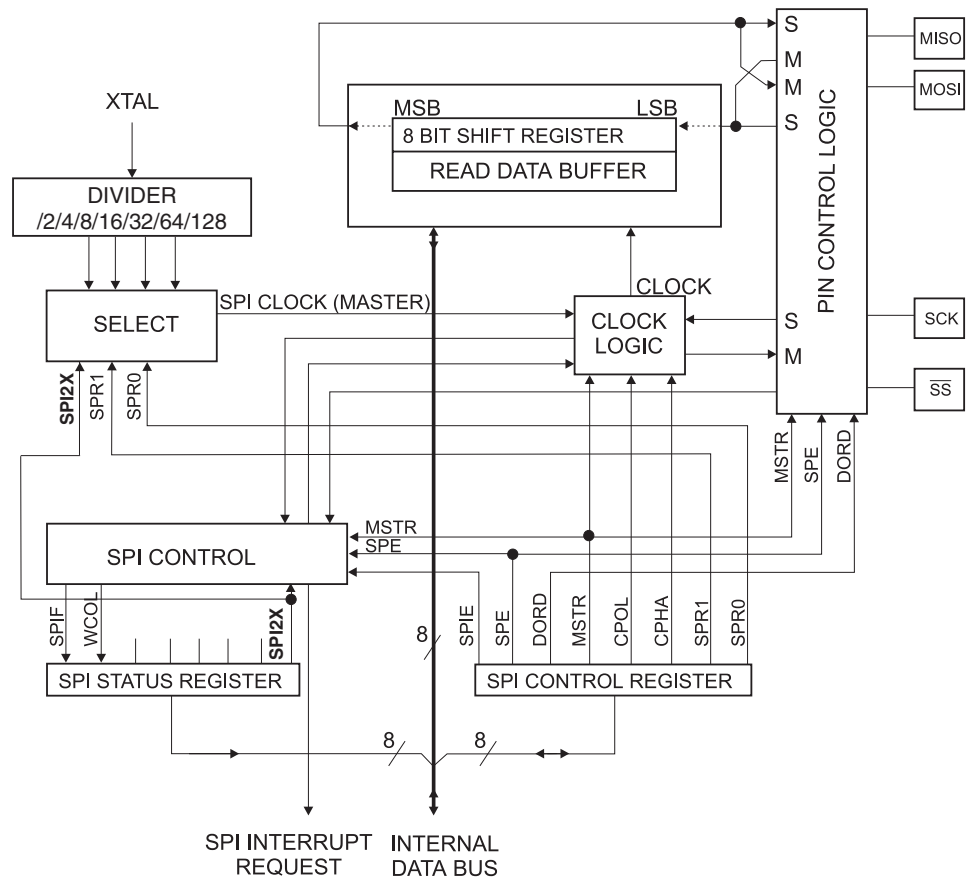 S
MISO
M
M
MOSI
XTAL
MSB
LSB
S
8 BIT SHIFT REGISTER
READ DATA BUFFER
DIVIDER
/2/4/8/16/32/64/128
PIN CONTROL LOGIC
SPI CLOCK (MASTER)
CLOCK
SELECT
CLOCK
LOGIC
S
SCK
M
SS
SPI2X
SPR1
SPR0
MSTR
SPE
DORD
MSTR
SPE
SPI CONTROL
SPIF
WCOL
SPI2X
8
SPIE
SPE
DORD
MSTR
CPOL
CPHA
SPR1
SPR0
SPI STATUS REGISTER
SPI CONTROL REGISTER
8
8
SPI INTERRUPT
REQUEST
INTERNAL
DATA BUS